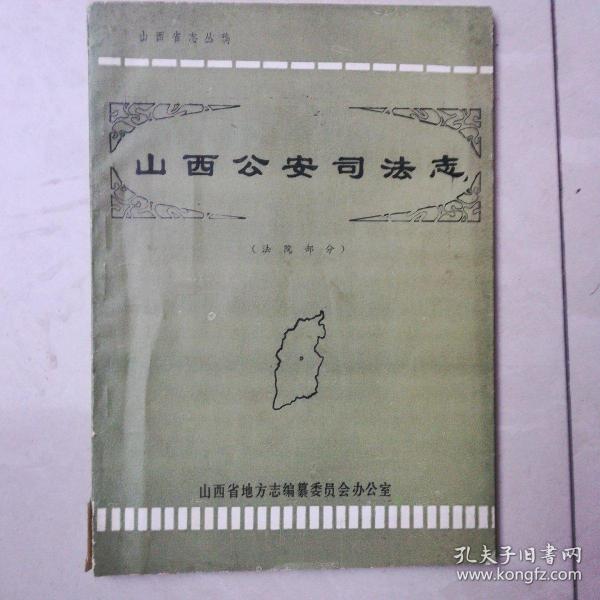 山西省志丛稿
山西公安司法志
（法院部分）
山西省地方志编纂委员会办公室
孔夫子旧书网
www.kongfz.com